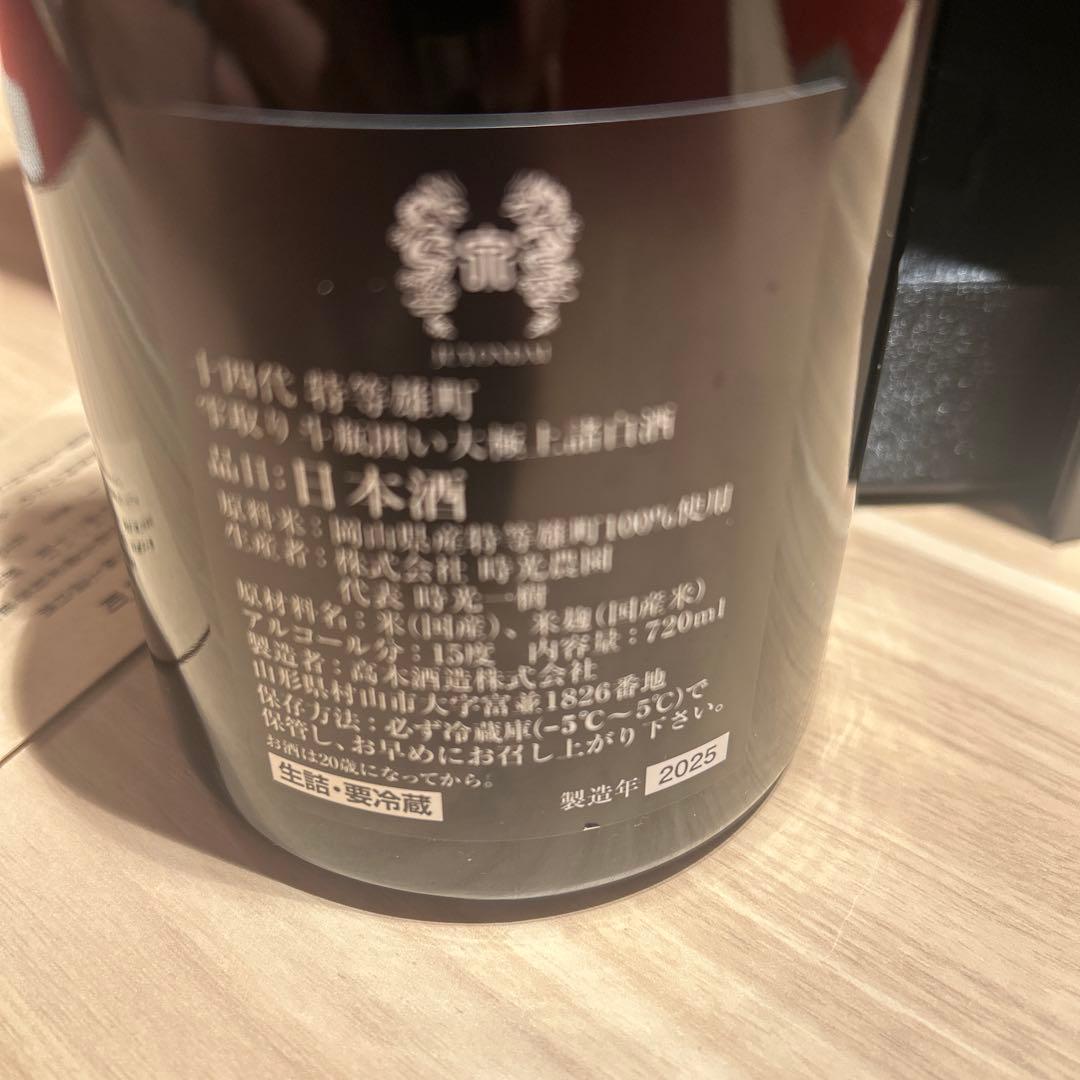 RYONMA
十四代 特等雄町
雫取り 斗瓶囲い大極上諸白酒
品目:日本酒
原料米:岡山県産特等雄町100%使用
生産者:株式会社 時光農園
代表 時光一樹
原材料名:米(国産)、米麹(国産米)
アルコール分:15度 内容量:720ml
製造者:高木酒造株式会社
山形県村山市大字富並1826番地
保存方法:必ず冷蔵庫(-5℃～5℃)で
保管し、お早めにお召し上がり下さい。
お酒は20歳になってから。
生詰・要冷蔵
製造年 2025